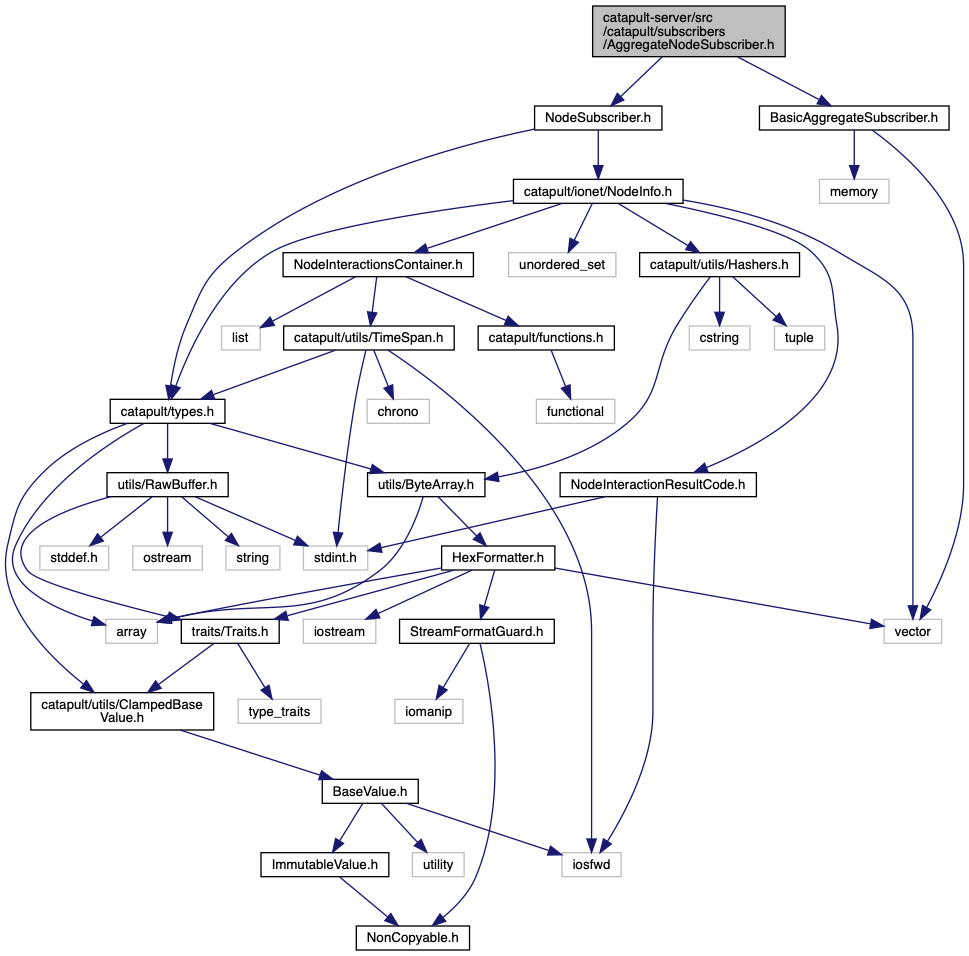 catapult-server/src
/catapult/subscribers
/AggregateNodeSubscriber.h
NodeSubscriber.h
BasicAggregateSubscriber.h
catapult/ionet/NodeInfo.h
memory
NodeInteractionsContainer.h
unordered_set
catapult/utils/Hashers.h
list
catapult/utils/TimeSpan.h
catapult/functions.h
cstring
tuple
catapult/types.h
chrono
functional
utils/RawBuffer.h
utils/ByteArray.h
NodeInteractionResultCode.h
stddef.h
ostream
string
stdint.h
HexFormatter.h
array
traits/Traits.h
iostream
StreamFormatGuard.h
vector
catapult/utils/ClampedBase
Value.h
type_traits
iomanip
BaseValue.h
ImmutableValue.h
utility
iosfwd
NonCopyable.h